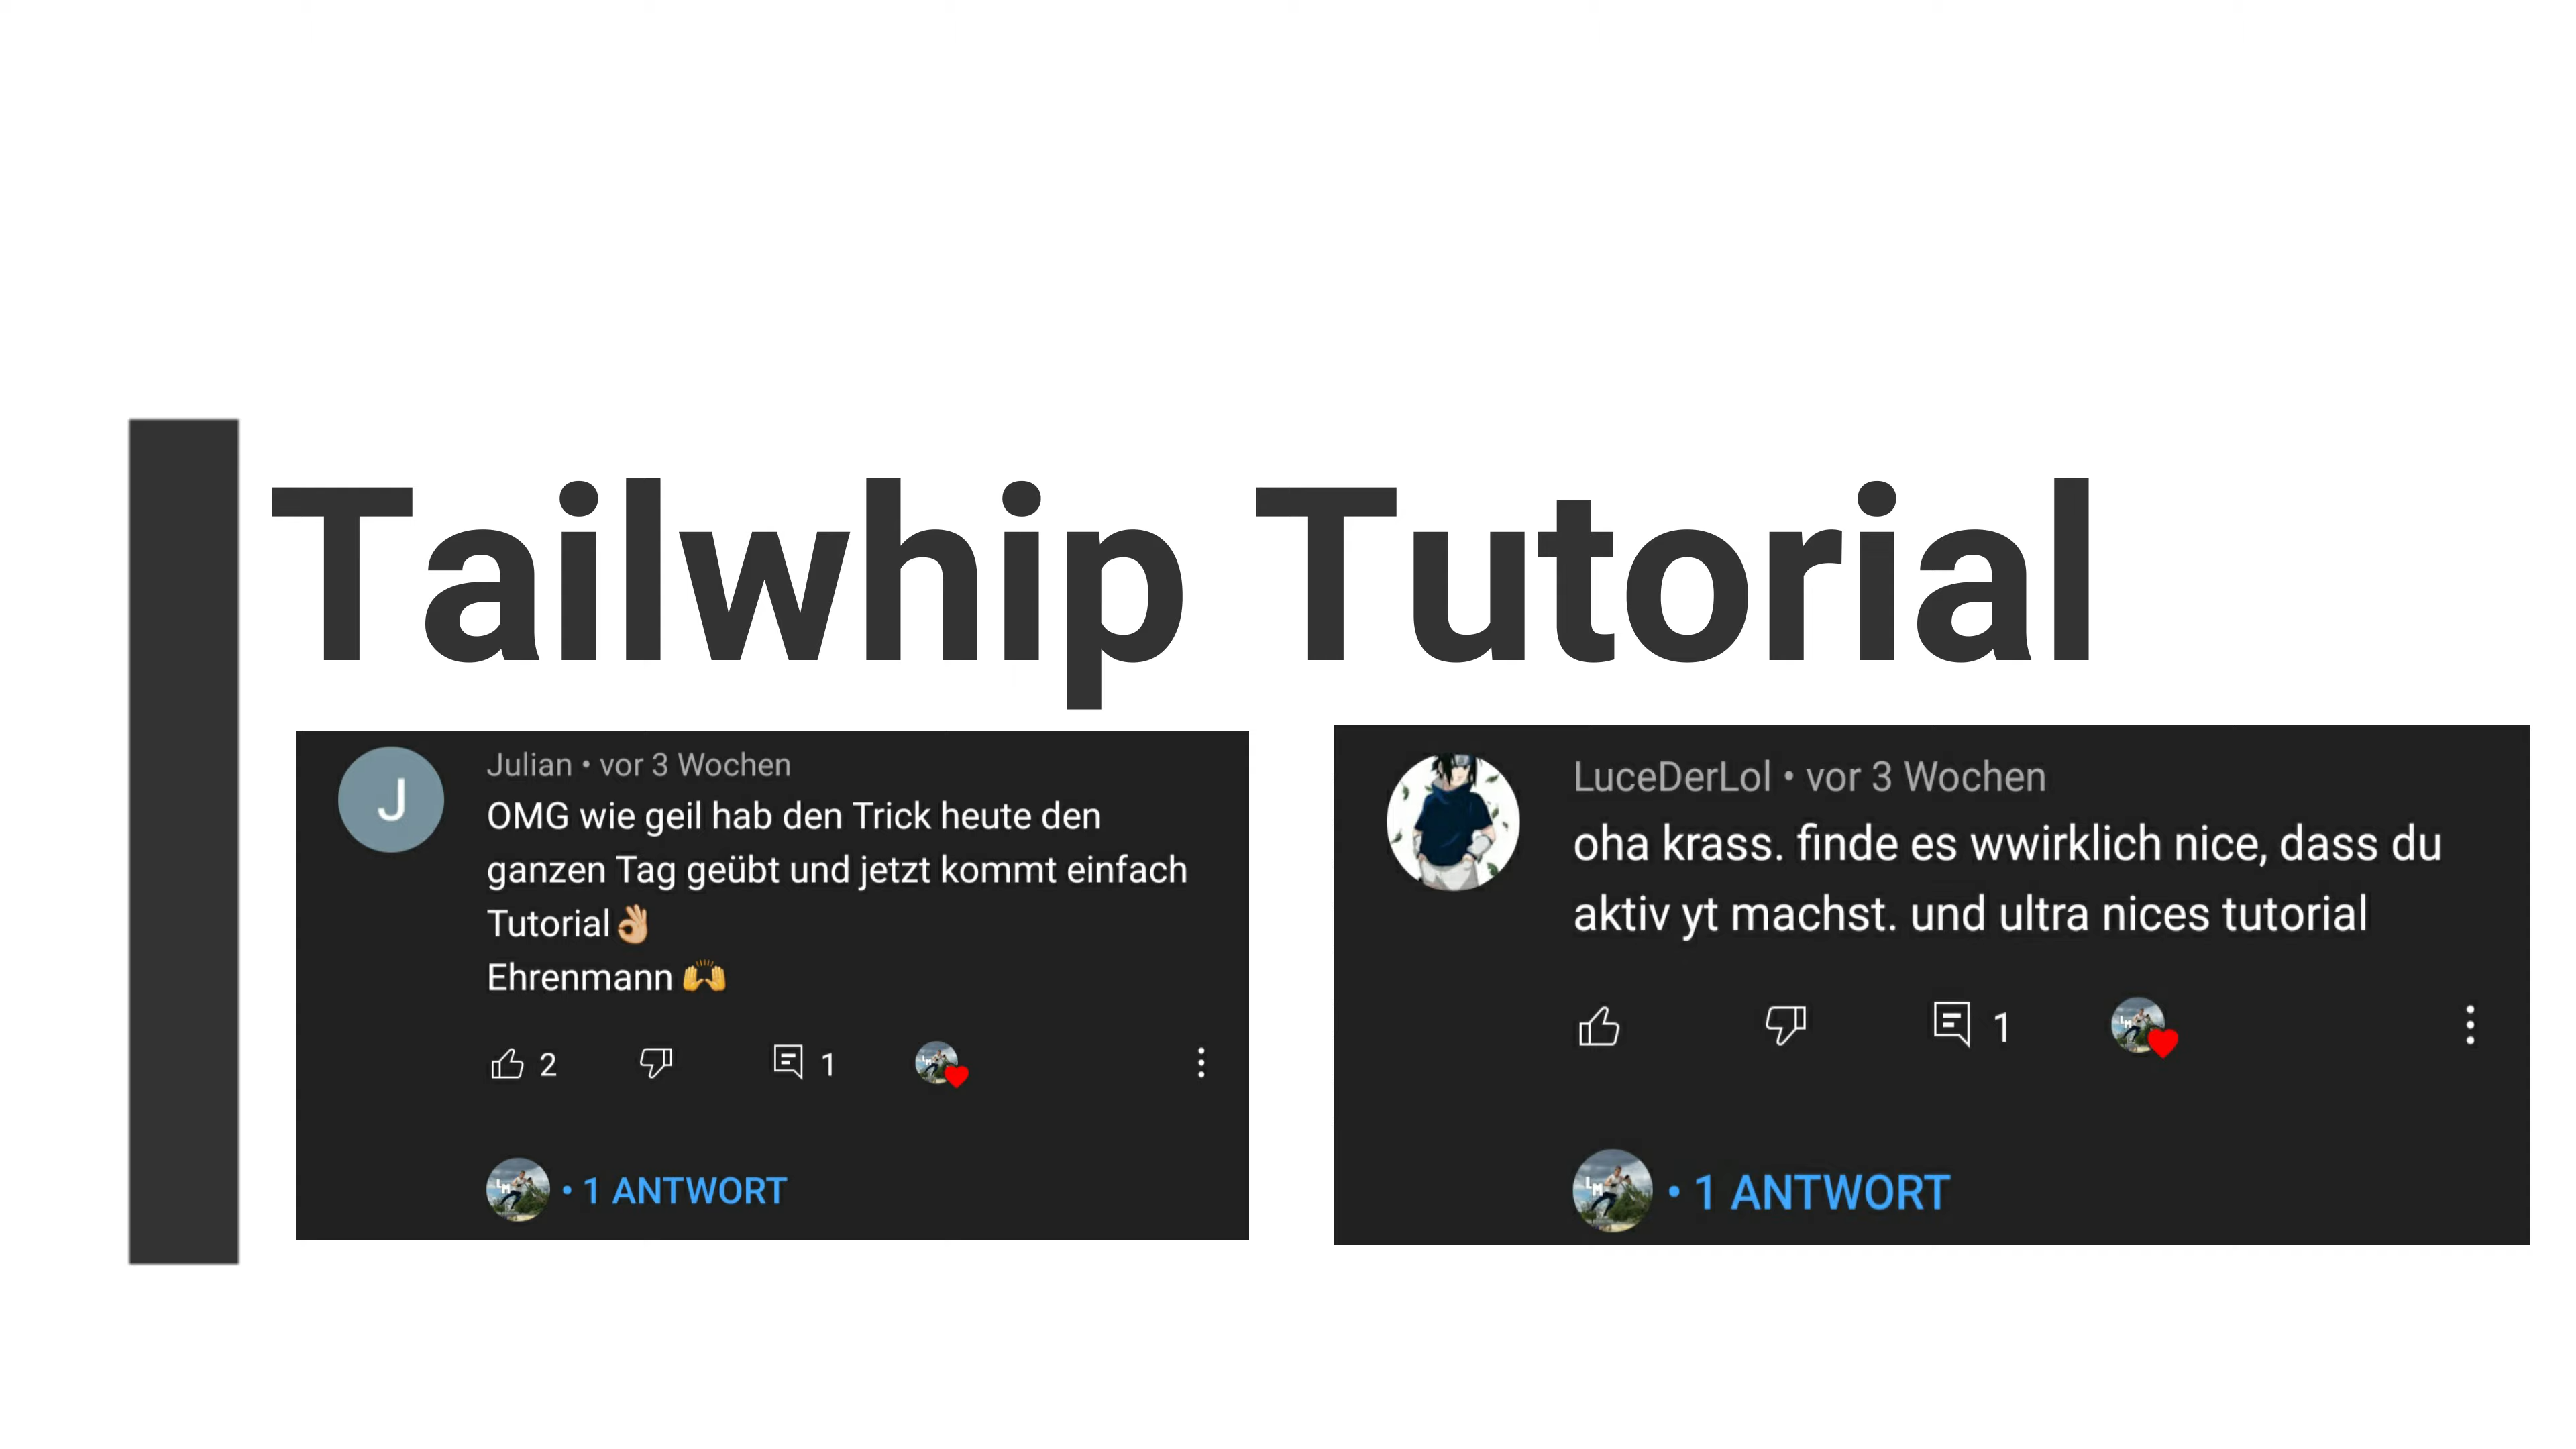 Tailwhip Tutorial
J
Julian • vor 3 Wochen
OMG wie geil hab den Trick heute den
ganzen Tag geübt und jetzt kommt einfach
Tutorial👌🏼
Ehrenmann 🙌
2
1
• 1 ANTWORT
LuceDerLol • vor 3 Wochen
oha krass. finde es wwirklich nice, dass du
aktiv yt machst. und ultra nices tutorial
1
LM
• 1 ANTWORT